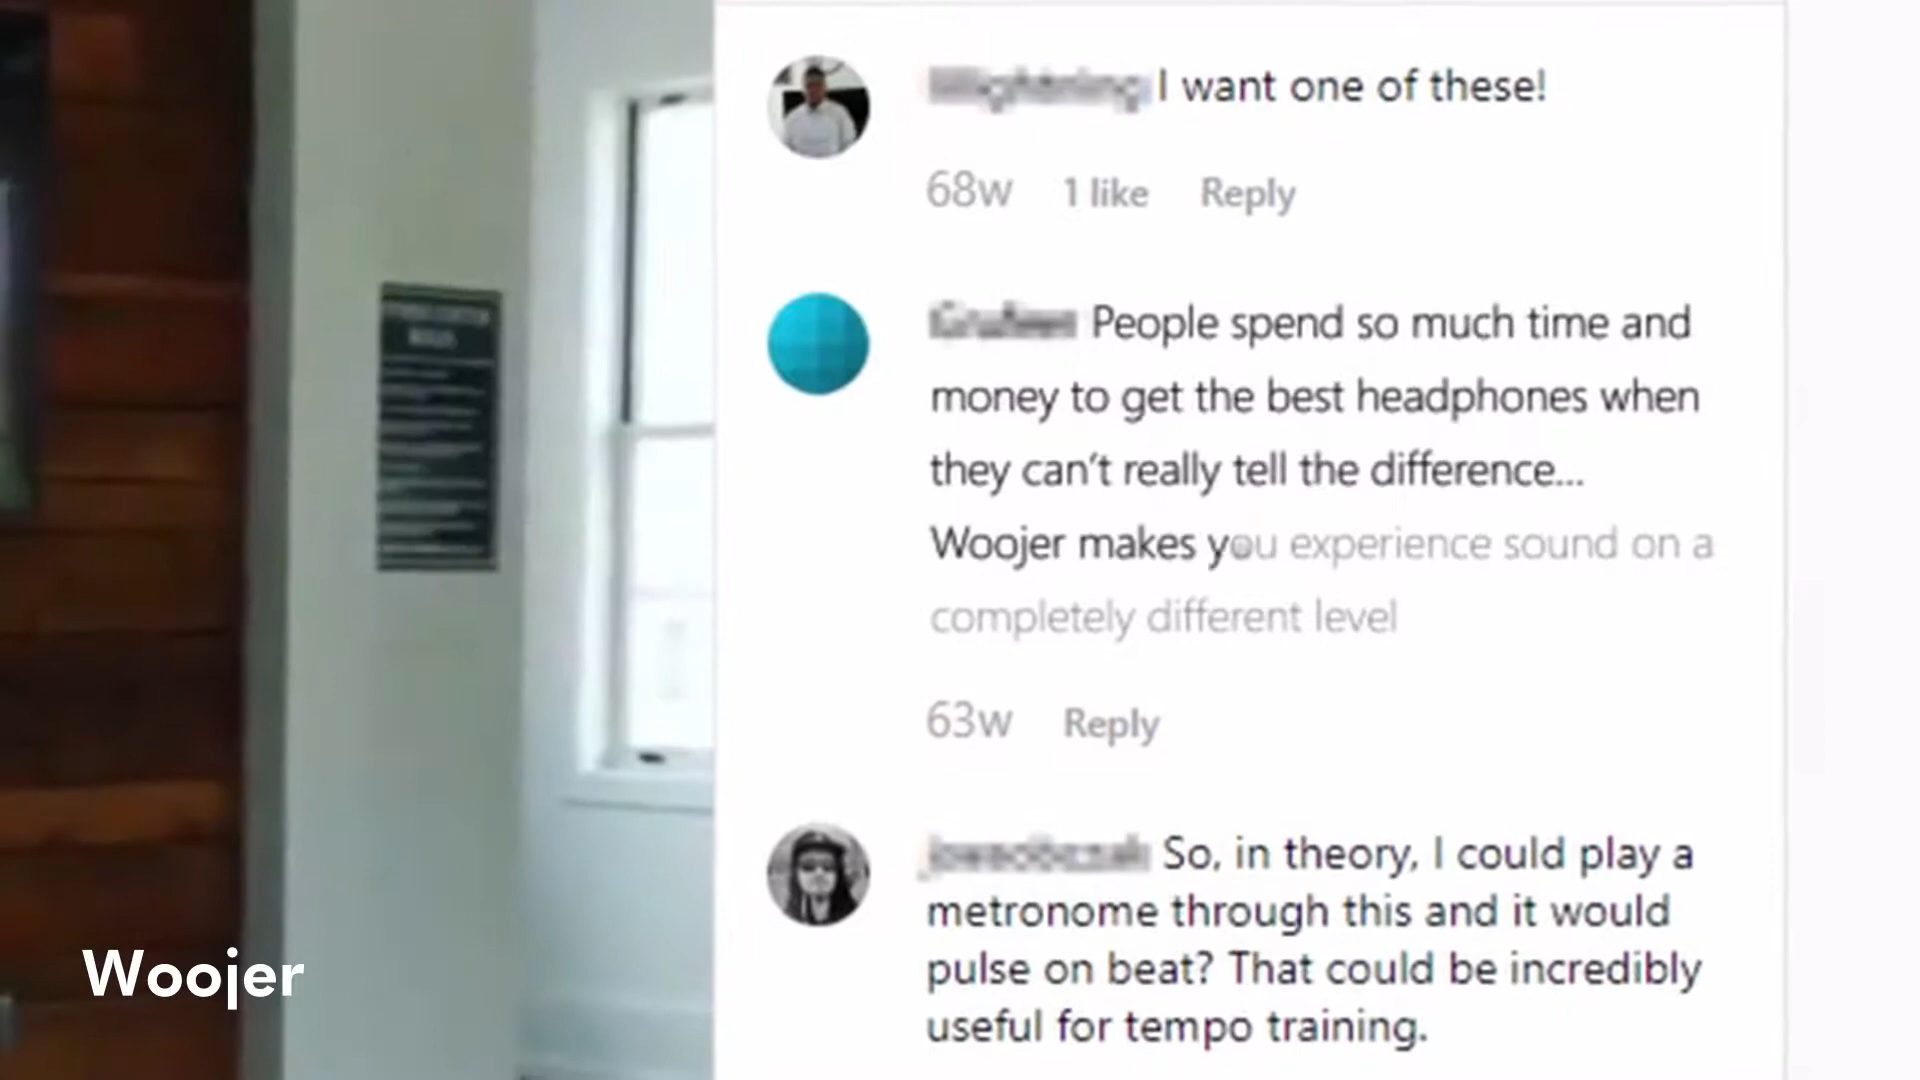 I want one of these!
68w 1 like Reply
People spend so much time and
money to get the best headphones when
they can't really tell the difference...
Woojer makes you experience sound on a
completely different level
63w Reply
So, in theory, I could play a
metronome through this and it would
pulse on beat? That could be incredibly
useful for tempo training.
Woojer